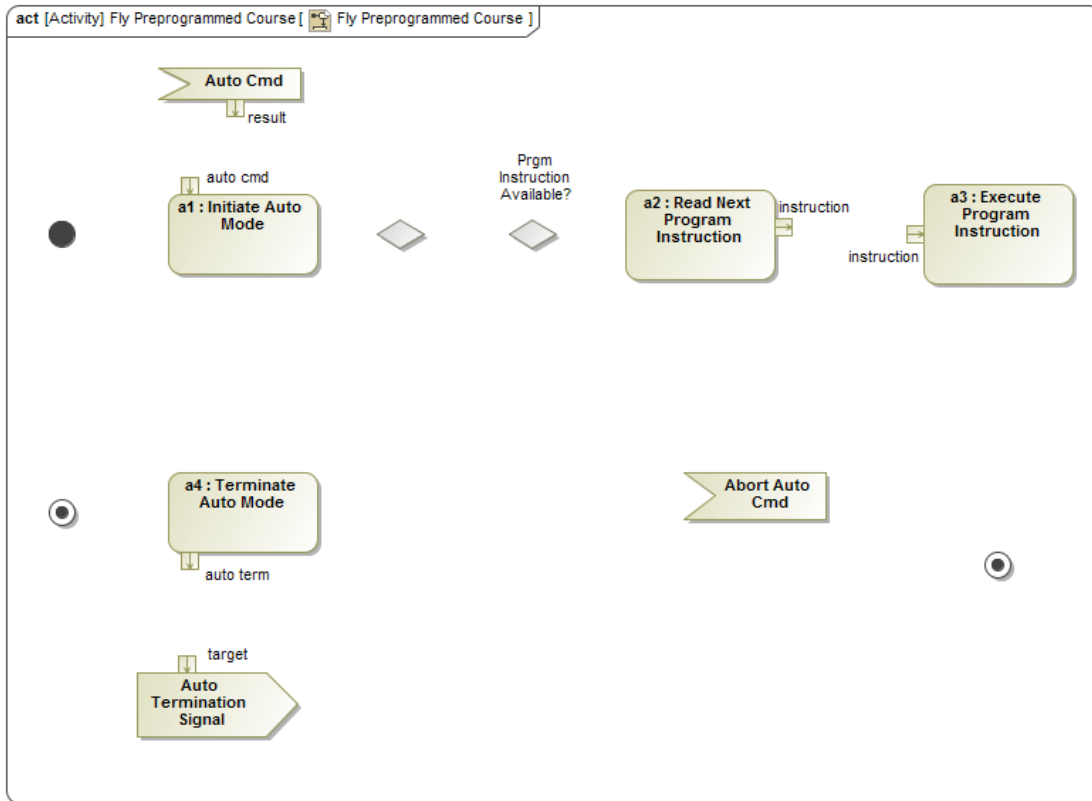 act [Activity] Fly Preprogrammed Course [ Fly Preprogrammed Course ]
Auto Cmd
result
auto cmd
a1 : Initiate Auto
Mode
Prgm
Instruction
Available?
a2 : Read Next
Program
Instruction
instruction
instruction
a3 : Execute
Program
Instruction
a4 : Terminate
Auto Mode
auto term
Abort Auto
Cmd
target
Auto
Termination
Signal